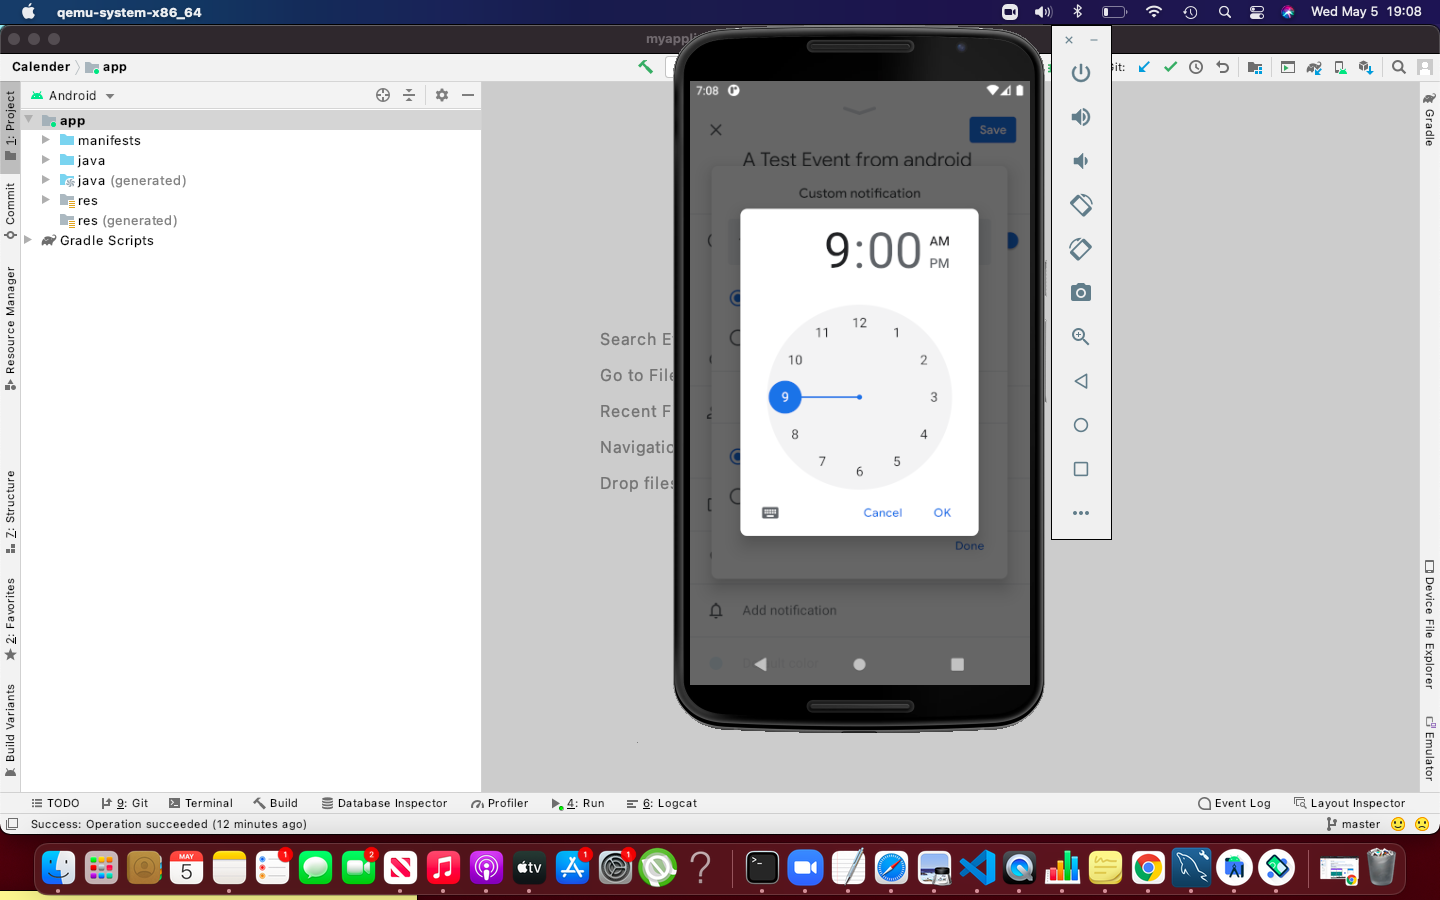 qemu-system-x86_64
Wed May 5 19:08
myappli
Calender
app
Git:
Android
app
manifests
java
java (generated)
res
res (generated)
Gradle Scripts
1: Project
Commit
Resource Manager
Z: Structure
2: Favorites
Build Variants
Gradle
Device File Explorer
Emulator
Search E
Go to File
Recent F
Navigatio
Drop files
7:08
Save
A Test Event from android
Custom notification
9:00
AM
PM
12
11
1
10
2
9
3
8
4
7
5
6
Cancel
OK
Done
Add notification
TODO
9: Git
Terminal
Build
Database Inspector
Profiler
4: Run
6: Logcat
Event Log
Layout Inspector
Success: Operation succeeded (12 minutes ago)
master
MAY
5
1
2
tv
1
1